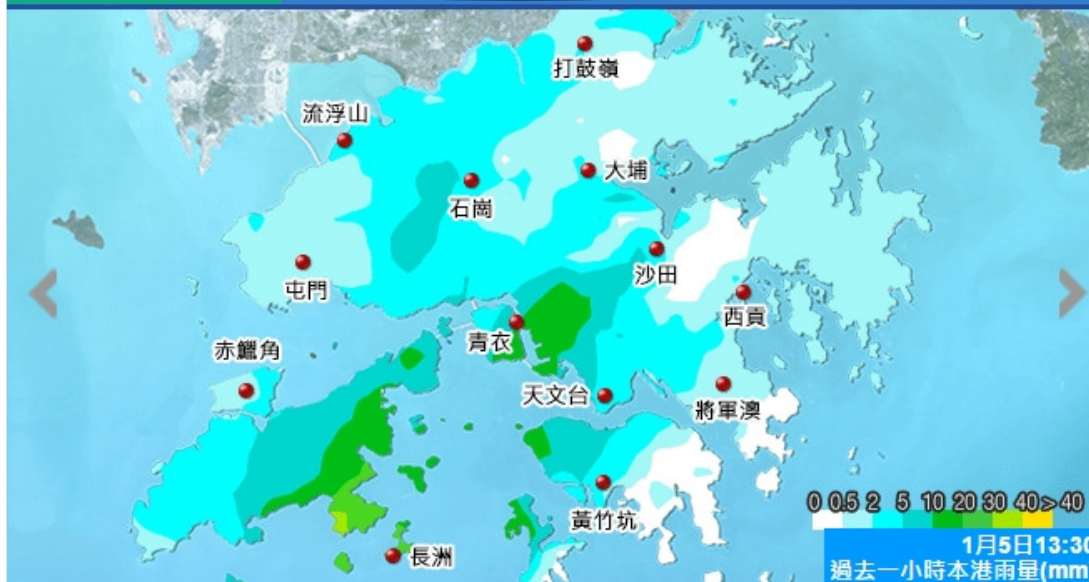 打鼓嶺
流浮山
大埔
石崗
沙田
屯門
西貢
青衣
赤鱲角
天文台
將軍澳
黃竹坑
長洲
0 0.5 2 5 10 20 30 40 > 40
1月5日13:30
過去一小時本港雨量(mm